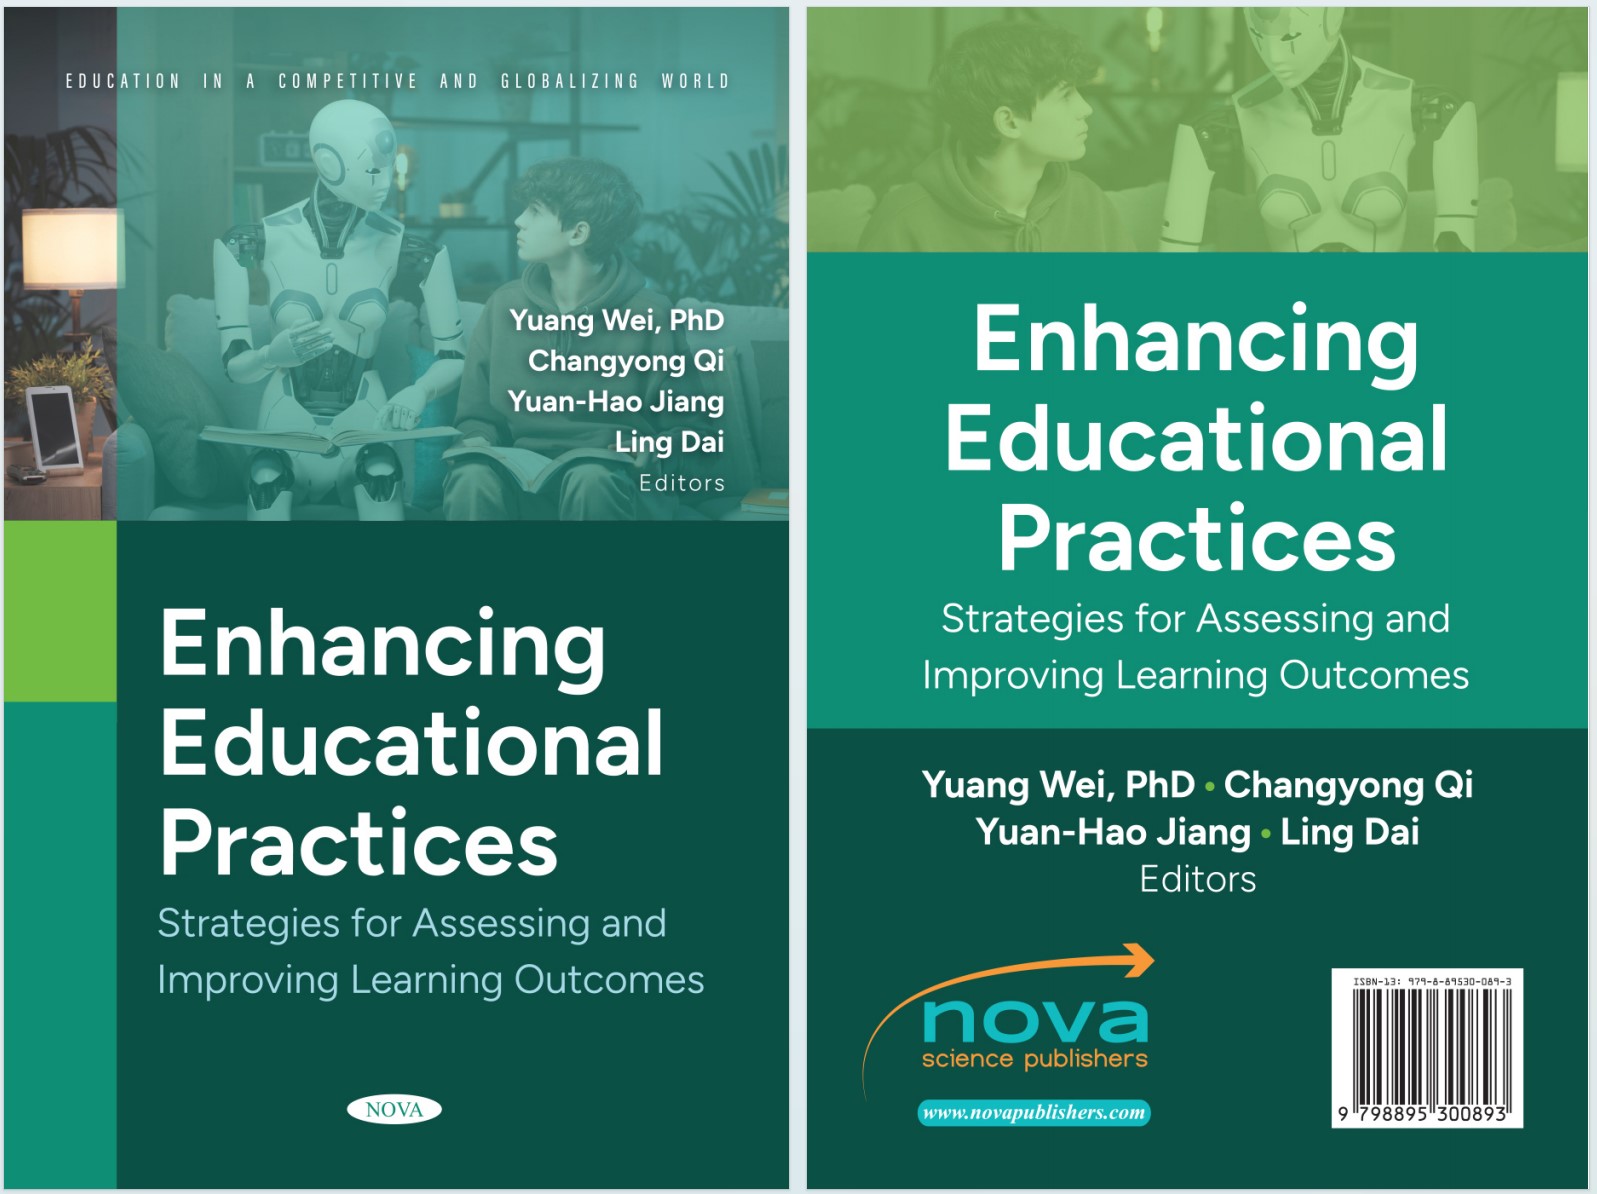 EDUCATION IN A COMPETITIVE AND GLOBALIZING WORLD
Yuang Wei, PhD
Changyong Qi
Yuan-Hao Jiang
Ling Dai
Editors
Enhancing
Educational
Practices
Strategies for Assessing and
Improving Learning Outcomes
NOVA
Enhancing
Educational
Practices
Strategies for Assessing and
Improving Learning Outcomes
Yuang Wei, PhD • Changyong Qi
Yuan-Hao Jiang • Ling Dai
Editors
nova
science publishers
www.novapublishers.com
ISBN-13: 979-8-89530-089-3
9 798895 300893